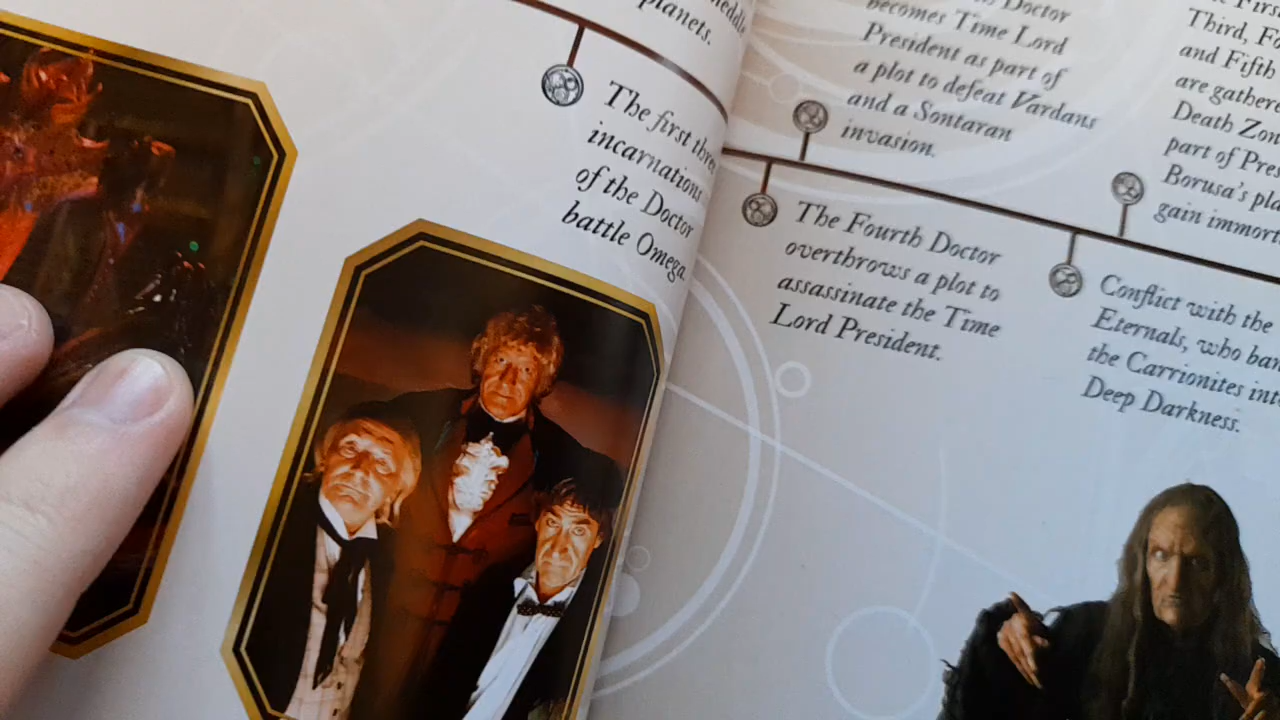 planets.
The first
incarnations
of the Doctor
battle Omega.
Doctor
becomes Time Lord
President as part of
a plot to defeat Vardans
and a Sontaran
invasion.
The Fourth Doctor
overthrows a plot to
assassinate the Time
Lord President.
Third,
and Fifth
are
Death Zon
part of Pres
Borusa's pla
gain immort
Conflict with the
Eternals, who ban
the Carrionites int
Deep Darkness.